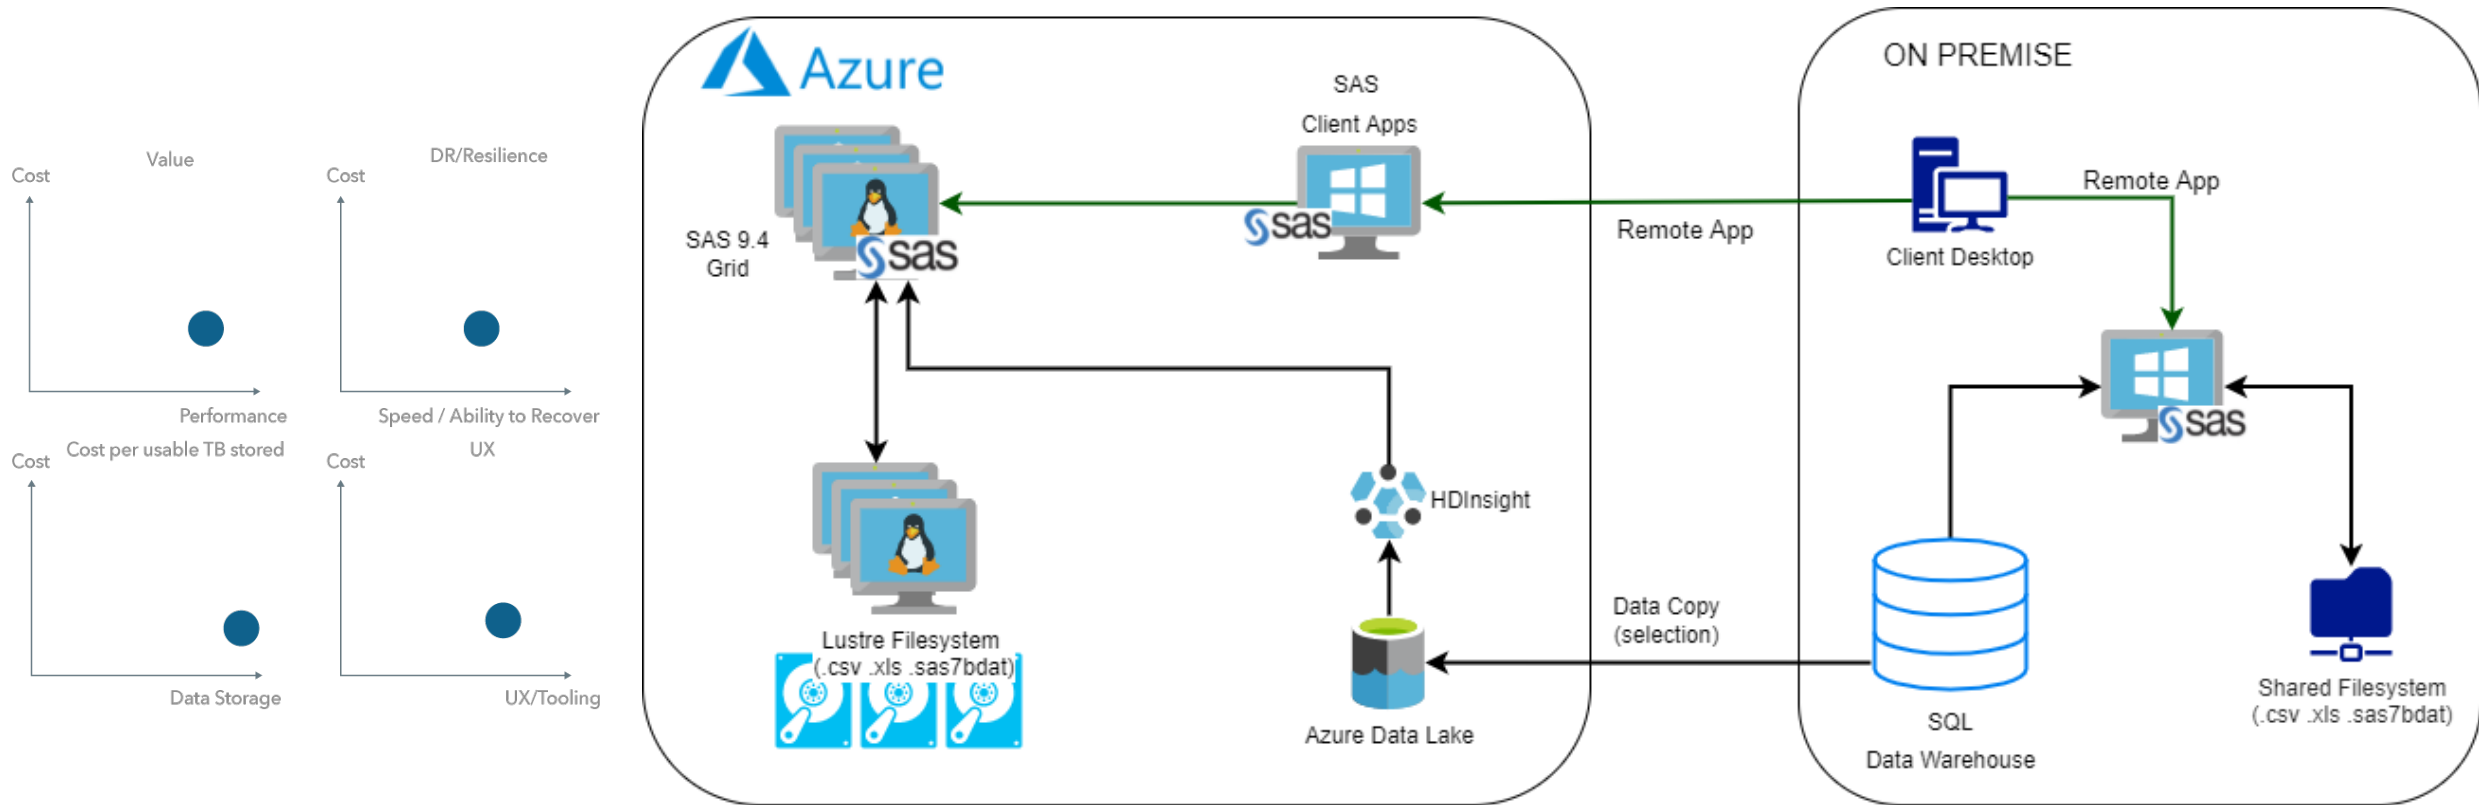 Value
Cost
Performance
DR/Resilience
Cost
Speed / Ability to Recover
Cost per usable TB stored
Cost
Data Storage
UX
Cost
UX/Tooling
Azure
SAS
Client Apps
sas
SAS 9.4
Grid
sas
HDInsight
Lustre Filesystem
(.csv .xls .sas7bdat)
Azure Data Lake
Remote App
Data Copy
(selection)
ON PREMISE
Remote App
Client Desktop
sas
SQL
Data Warehouse
Shared Filesystem
(.csv .xls .sas7bdat)